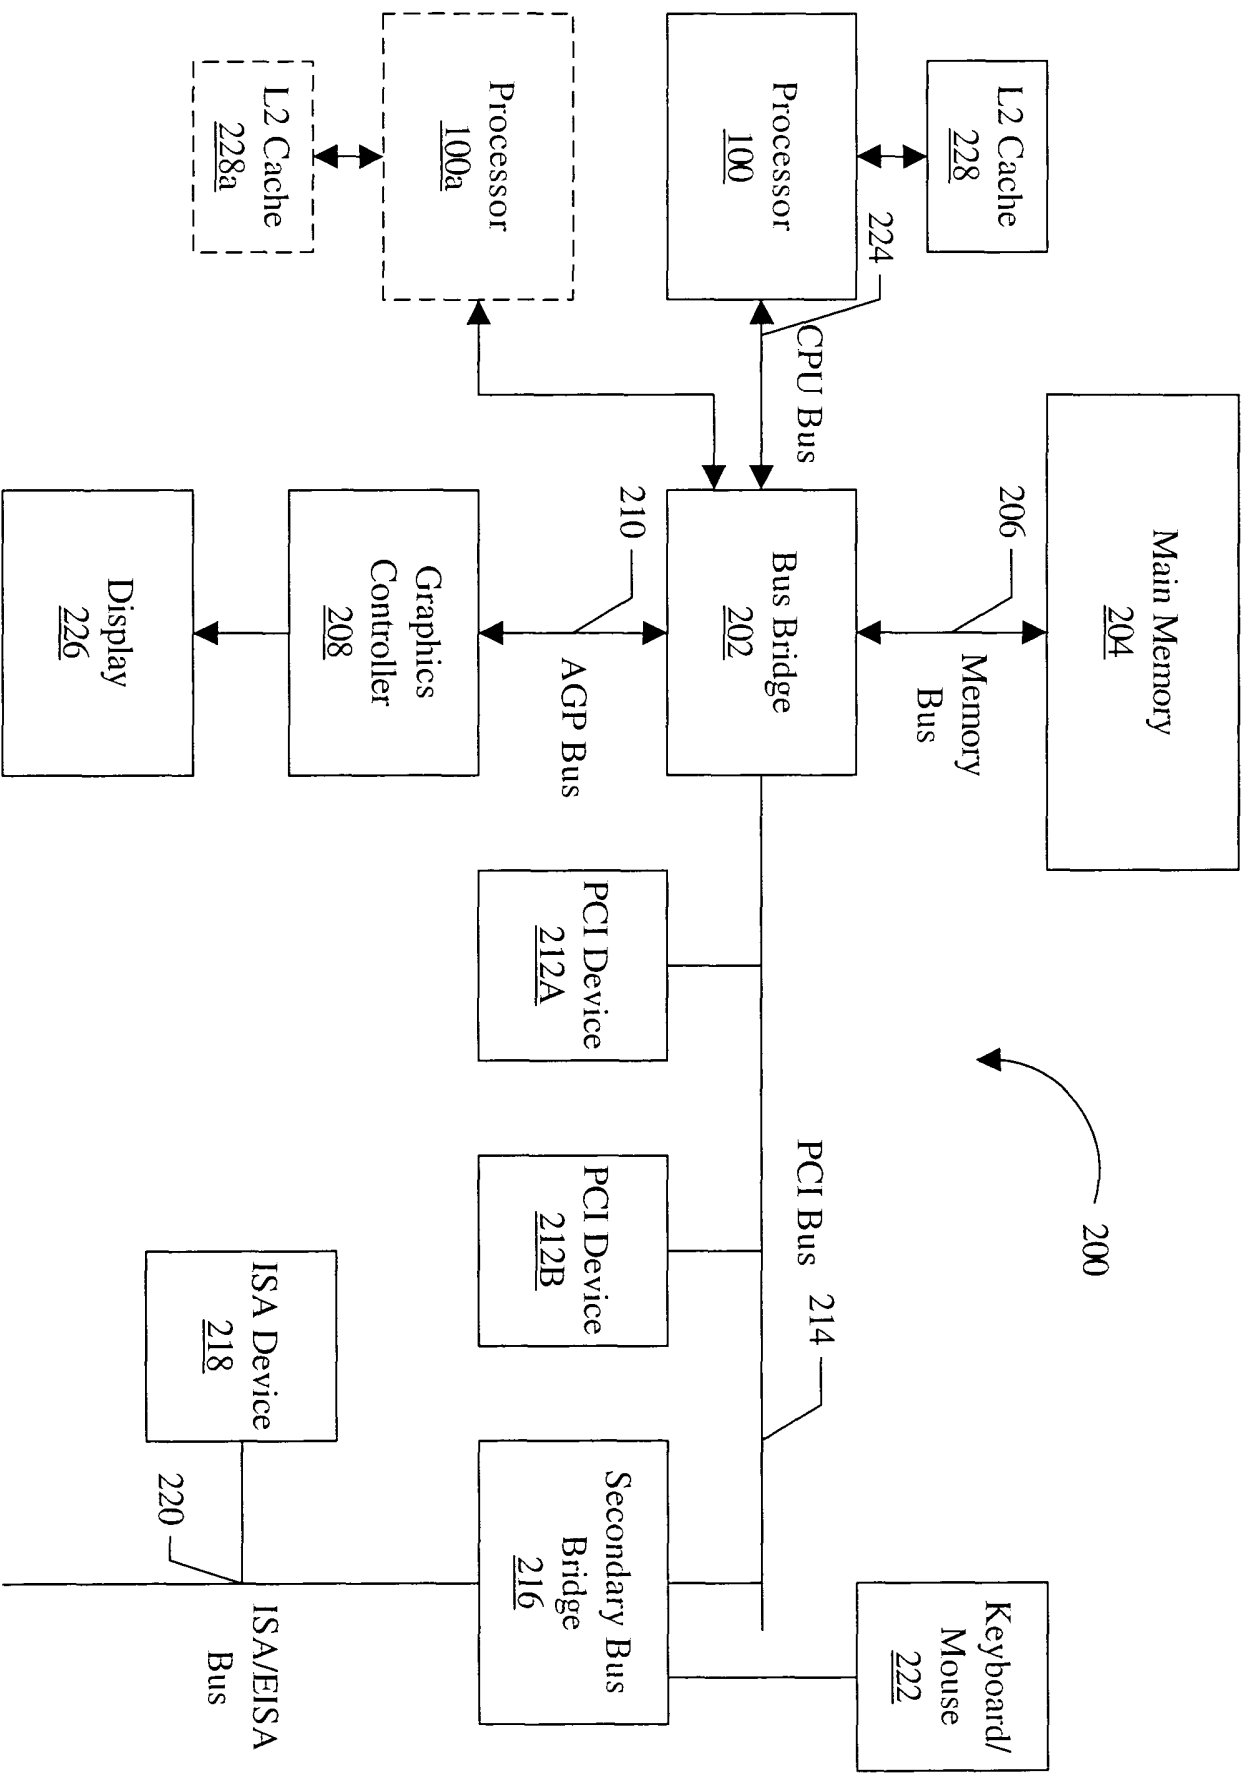 L2 Cache
228
Processor
100
224
CPU Bus
Processor
100a
L2 Cache
228a
Main Memory
204
206
Memory
Bus
Bus Bridge
202
210
AGP Bus
Graphics
Controller
208
Display
226
200
PCI Bus
214
PCI Device
212A
PCI Device
212B
Keyboard/
Mouse
222
Secondary Bus
Bridge
216
ISA Device
218
220
ISA/EISA
Bus